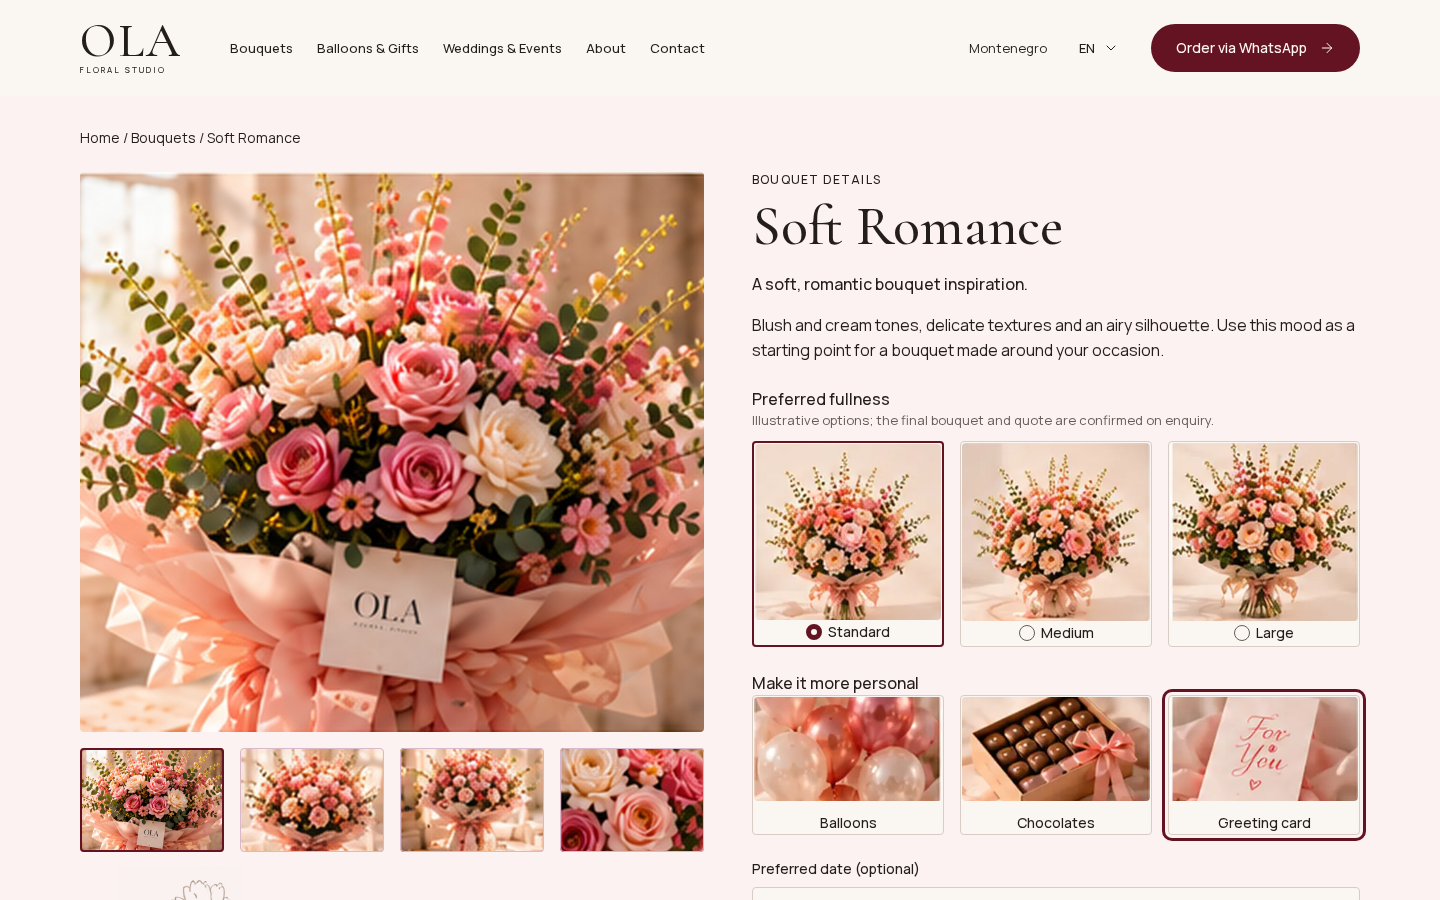 OLA
FLORAL STUDIO
Bouquets
Balloons & Gifts
Weddings & Events
About
Contact
Montenegro
EN
Order via WhatsApp
Home / Bouquets / Soft Romance
OLA
BOUQUET DETAILS
Soft Romance
A soft, romantic bouquet inspiration.
Blush and cream tones, delicate textures and an airy silhouette. Use this mood as a
starting point for a bouquet made around your occasion.
Preferred fullness
Illustrative options; the final bouquet and quote are confirmed on enquiry.
Standard
Medium
Large
Make it more personal
For
You
Balloons
Chocolates
Greeting card
OLA
Preferred date (optional)